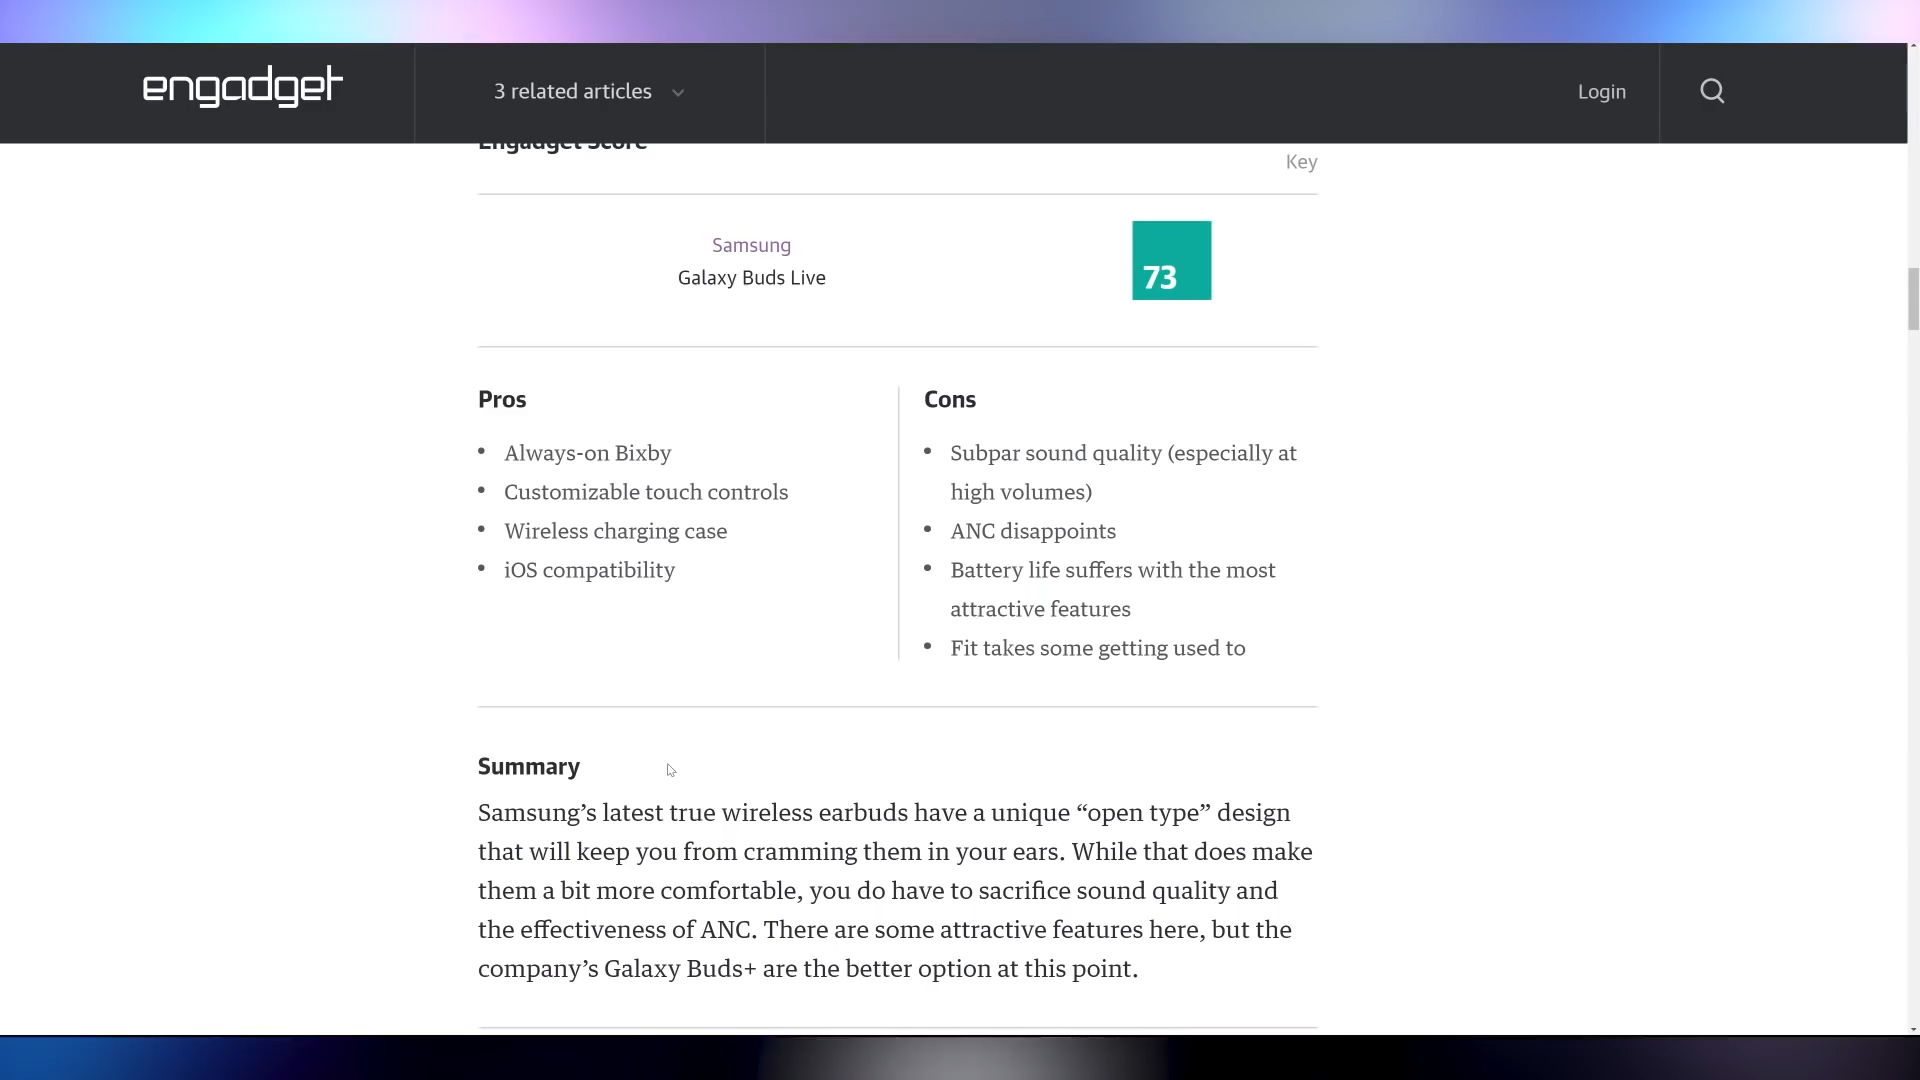 engadget
3 related articles
Login
Engadget Score
Key
Samsung
Galaxy Buds Live
73
Pros
• Always-on Bixby
• Customizable touch controls
• Wireless charging case
• iOS compatibility
Cons
• Subpar sound quality (especially at
high volumes)
• ANC disappoints
• Battery life suffers with the most
attractive features
• Fit takes some getting used to
Summary
Samsung’s latest true wireless earbuds have a unique “open type” design
that will keep you from cramming them in your ears. While that does make
them a bit more comfortable, you do have to sacrifice sound quality and
the effectiveness of ANC. There are some attractive features here, but the
company’s Galaxy Buds+ are the better option at this point.